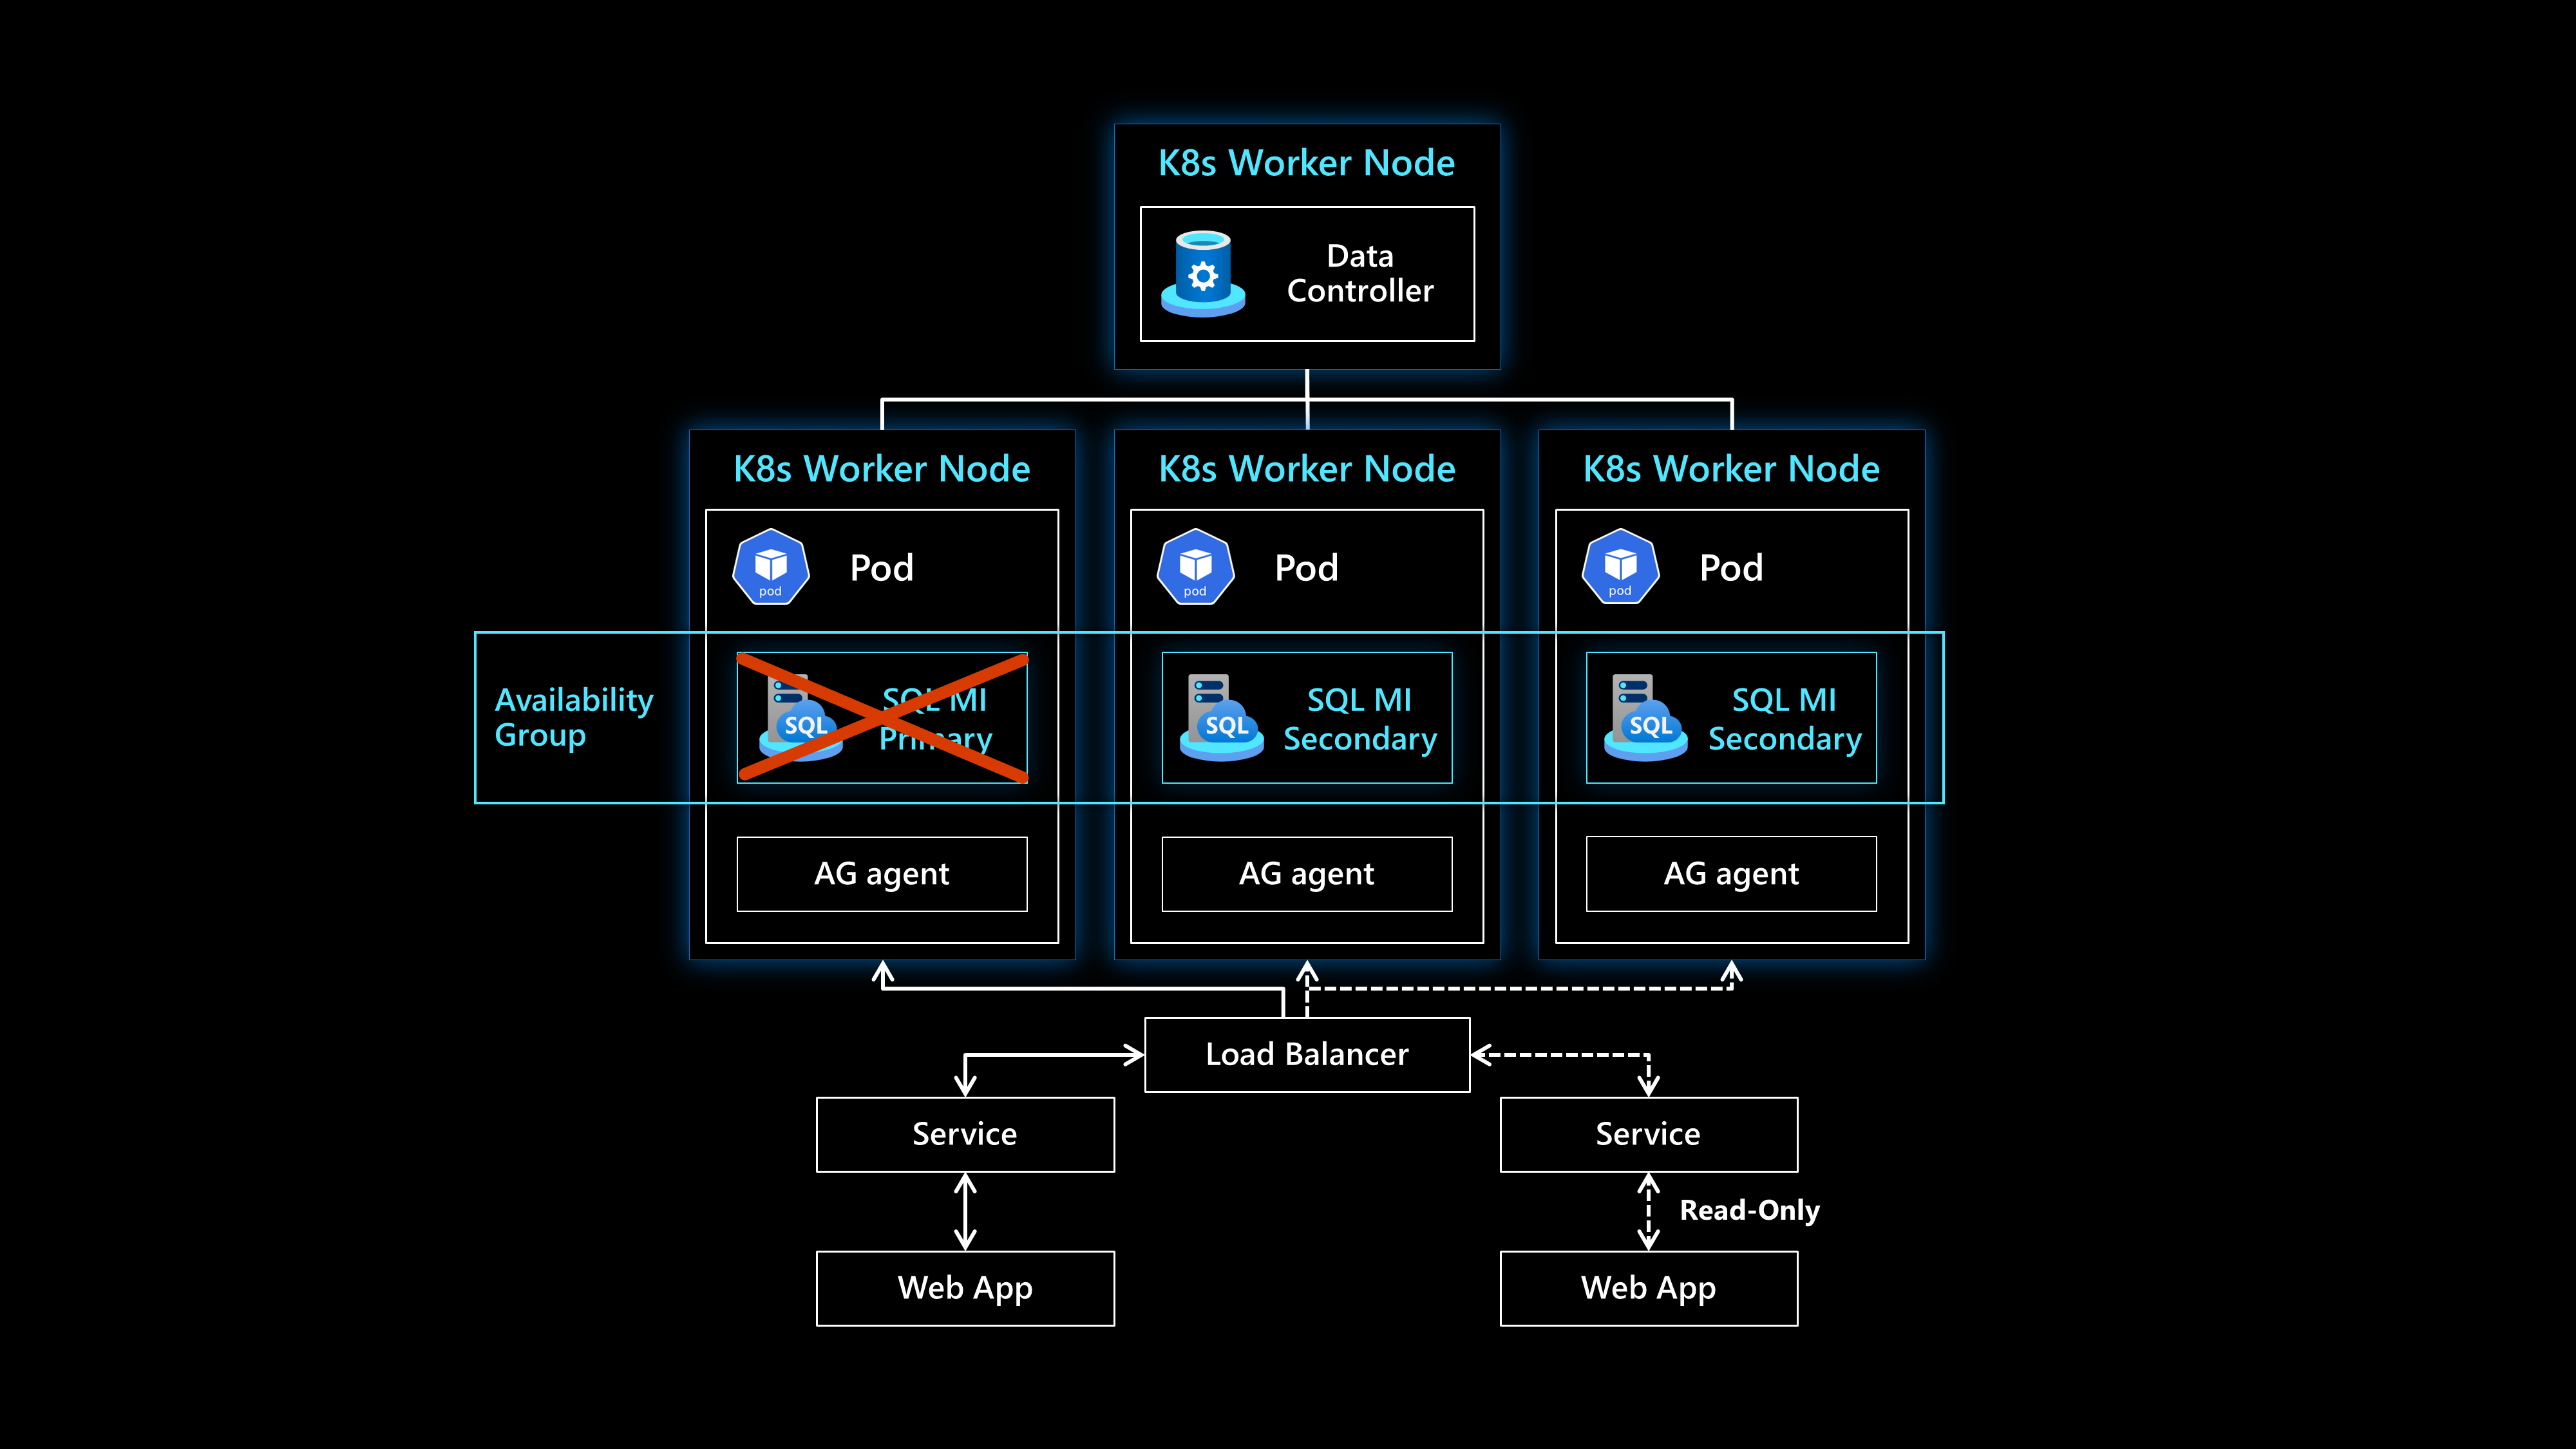 K8s Worker Node
Data
Controller
K8s Worker Node
K8s Worker Node
K8s Worker Node
pod
Pod
pod
Pod
pod
Pod
Availability
Group
SQL
SQL MI
Primary
SQL
SQL MI
Secondary
SQL
SQL MI
Secondary
AG agent
AG agent
AG agent
Load Balancer
Service
Service
Read-Only
Web App
Web App